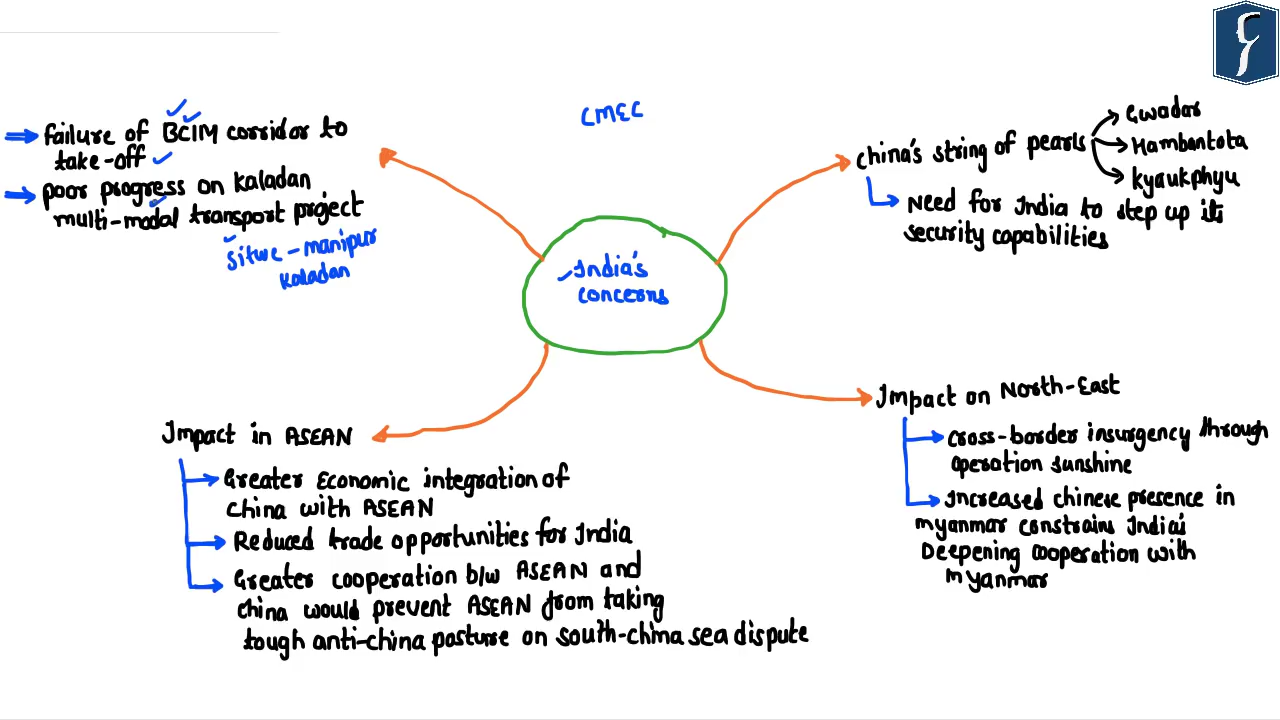 CMEC
⇒ failure of BCIM corridor to
take-off
⇒ poor progress on Kaladan
multi-modal transport project
Sitwe - manipur
Kaladan
India's
concerns
China's string of pearls
Gwadar
Hambantota
Kyaukphyu
Need for India to step up its
security capabilities
Impact in ASEAN
Greater Economic integration of
China with ASEAN
Reduced trade opportunities for India
Greater cooperation b/w ASEAN and
China would prevent ASEAN from taking
tough anti-china posture on south-china sea dispute
Impact on North-East
Cross-border insurgency through
operation sunshine
Increased chinese presence in
myanmar constrains India's
Deepening cooperation with
myanmar